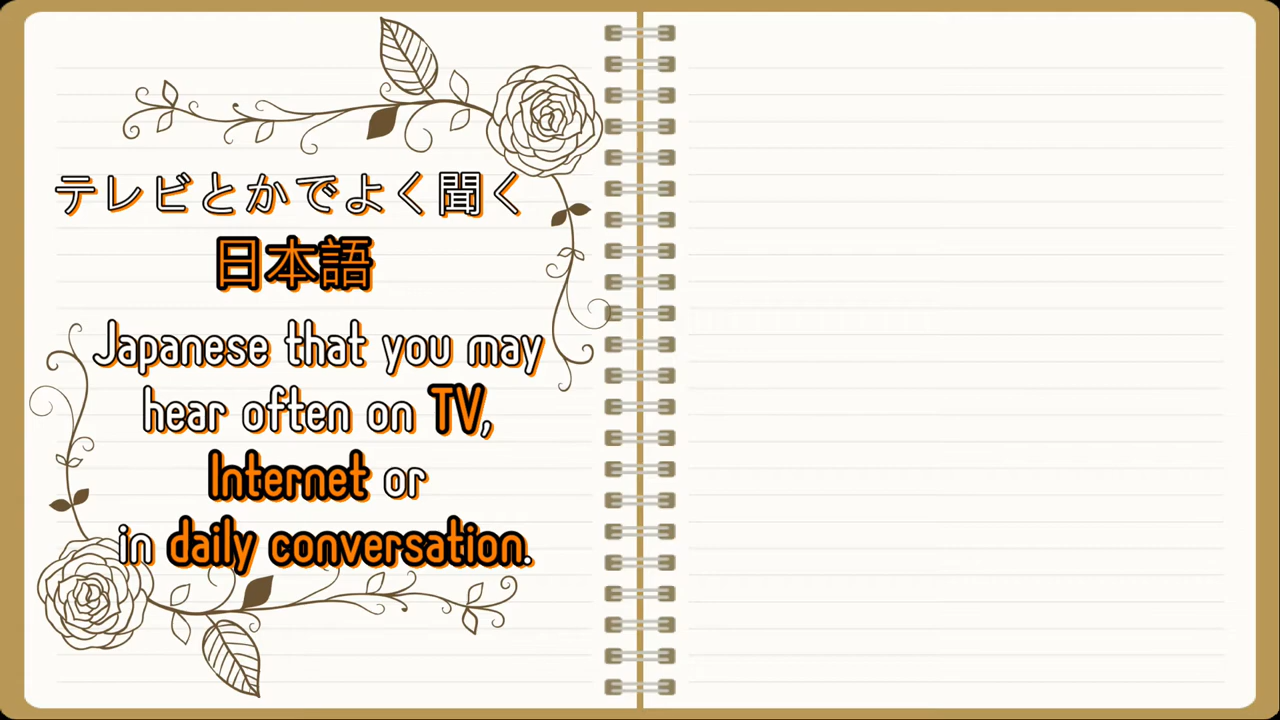 テレビとかでよく聞く
日本語
Japanese that you may
hear often on TV,
Internet or
in daily conversation.